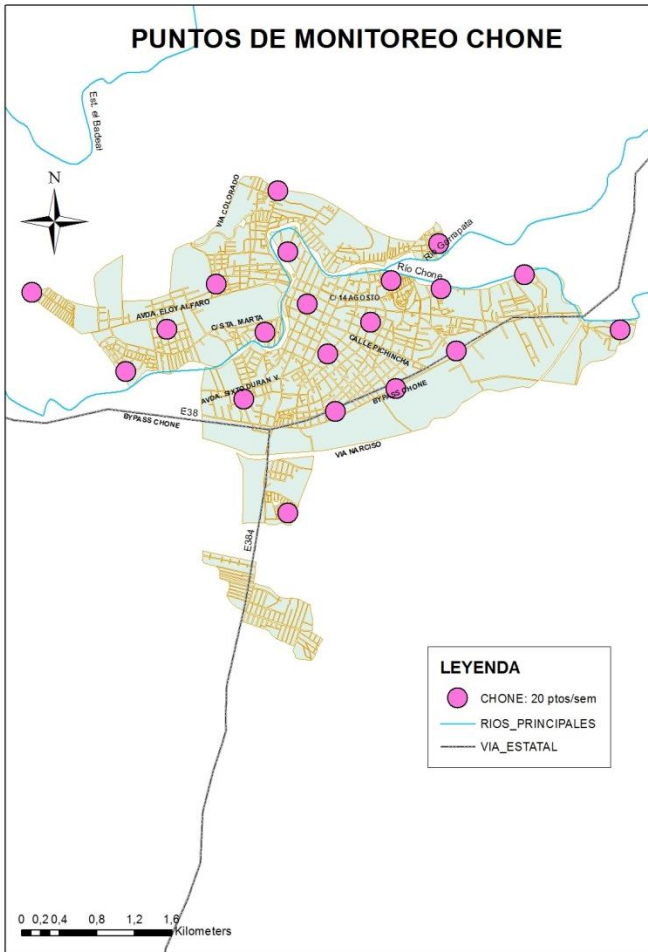 PUNTOS DE MONITOREO CHONE
Est. el Badeal
N
VIA COLORADO
Río Garrapata
Río Chone
C/ 14 AGOSTO
AVDA. ELOY ALFARO
C/ STA. MARTA
CALLE PICHINCHA
AVDA. SIXTO DURAN V.
BYPASS CHONE
E38
BYPASS CHONE
VIA NARCISO
E384
LEYENDA
CHONE: 20 ptos/sem
RIOS_PRINCIPALES
VIA_ESTATAL
0 0,2 0,4 0,8 1,2 1,6
Kilometers